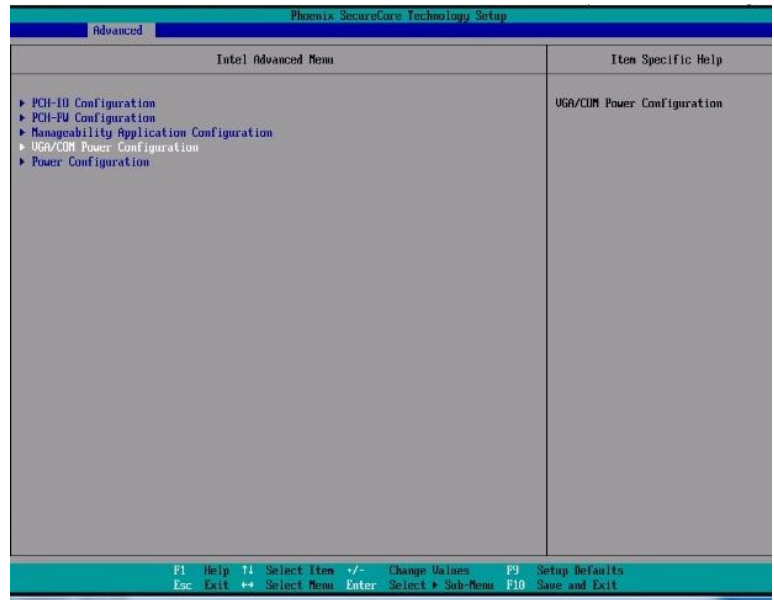 Phoenix SecureCore Technology Setup
Advanced
Intel Advanced Menu
Item Specific Help
▶ PCH-IO Configuration
▶ PCH-FW Configuration
▶ Manageability Application Configuration
▶ VGA/COM Power Configuration
▶ Power Configuration
VGA/COM Power Configuration
F1 Help ↑↓ Select Item +/- Change Values F9 Setup Defaults
Esc Exit ↔ Select Menu Enter Select ▶ Sub-Menu F10 Save and Exit